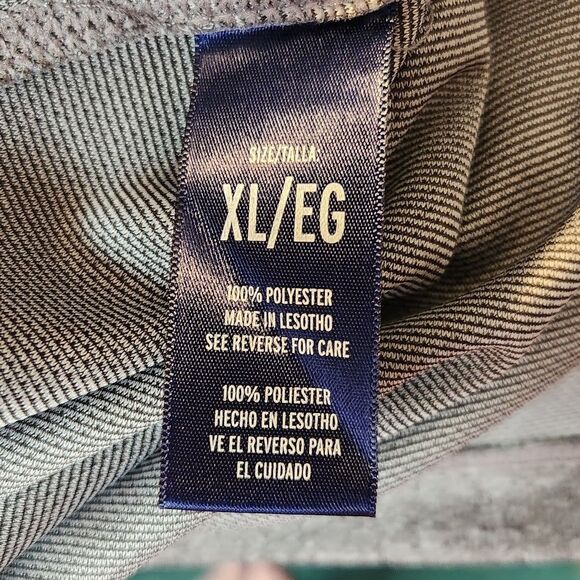 SIZE/TALLA
XL/EG
100% POLYESTER
MADE IN LESOTHO
SEE REVERSE FOR CARE
100% POLIESTER
HECHO EN LESOTHO
VE EL REVERSO PARA
EL CUIDADO